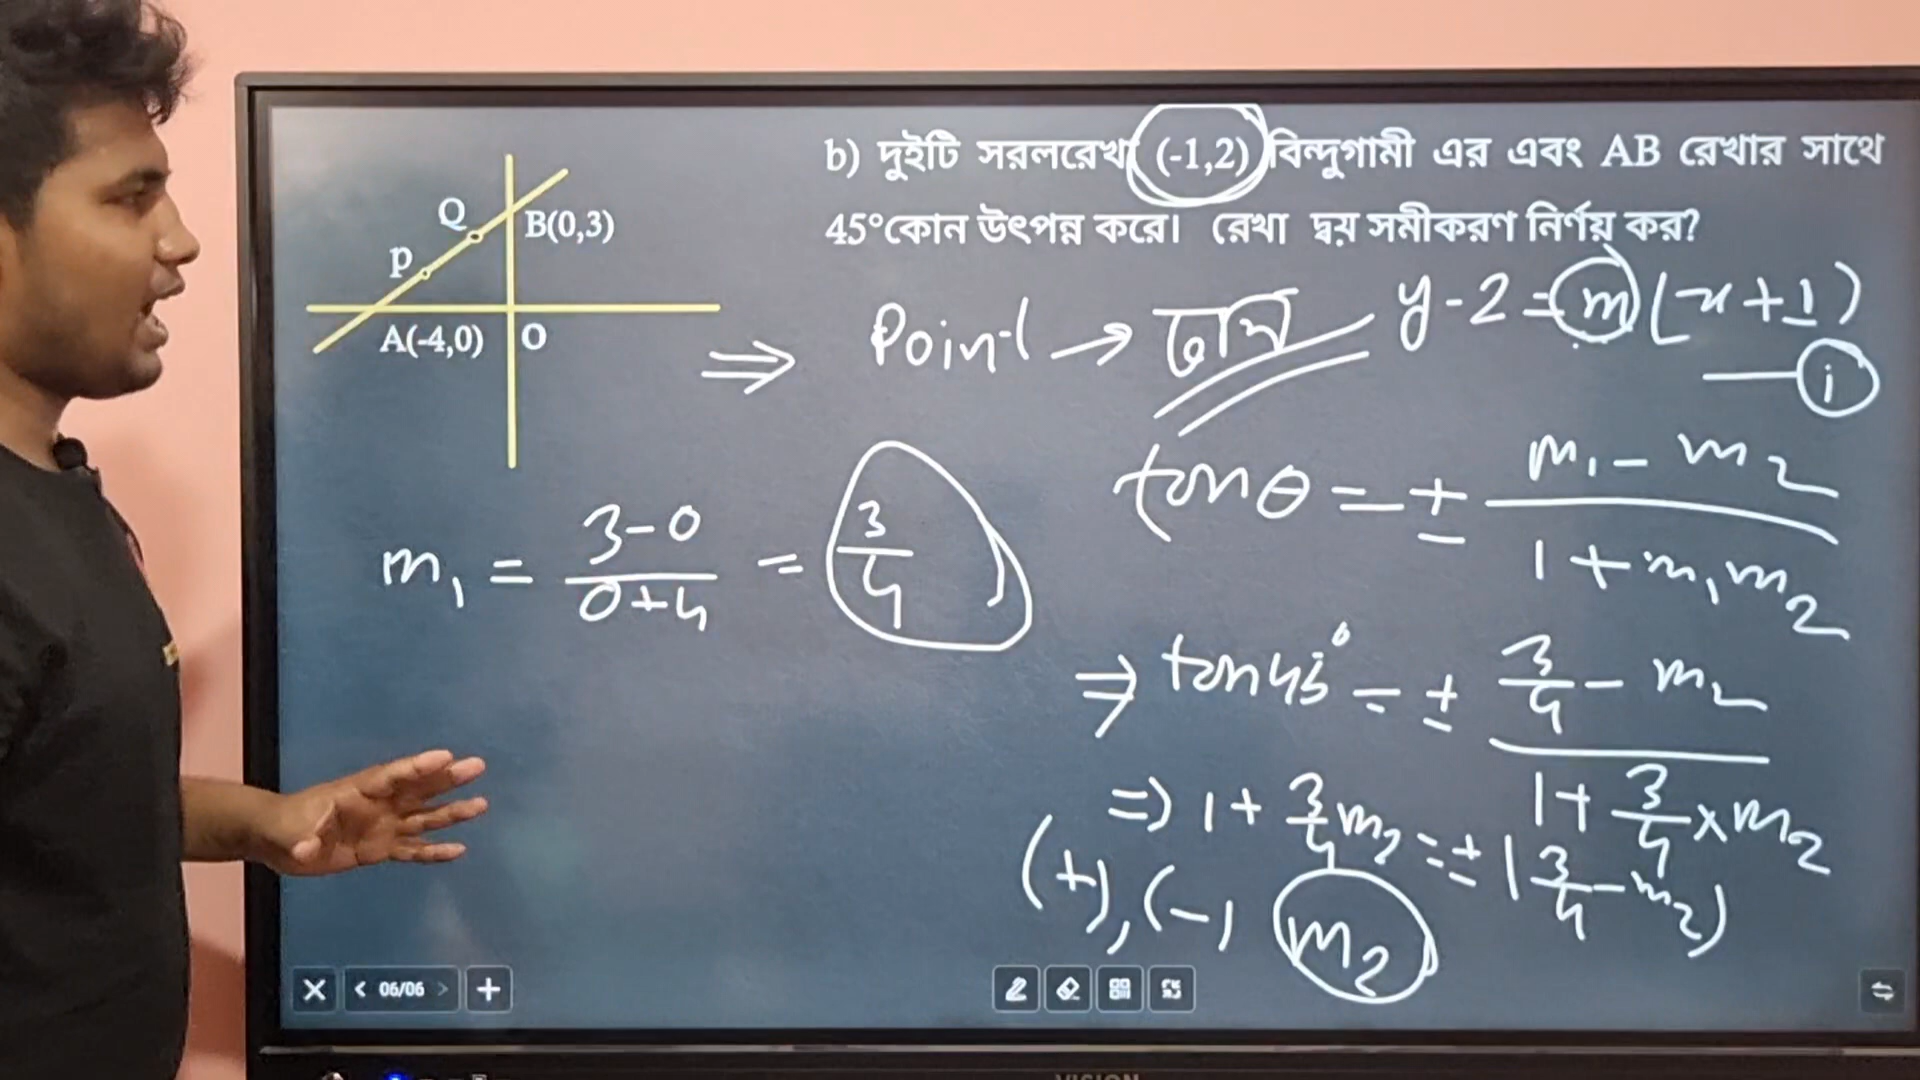 b) দুইটি সরলরেখা (-1,2) বিন্দুগামী এর এবং AB রেখার সাথে
45°কোন উৎপন্ন করে। রেখা দ্বয় সমীকরণ নির্ণয় কর?
Q
B(0,3)
P
A(-4,0)
O
⇒ Point → ঢাল
y-2 = m(x+1)
— i
tanθ = ± (m₁ - m₂)/(1 + m₁m₂)
m₁ = (3-0)/(0+4) = 3/4
⇒ tan45° = ± (3/4 - m₂)/(1 + 3/4 × m₂)
⇒ 1 + 3/4 m₂ = ± (3/4 - m₂)
(+), (-) m₂
06/06
VISION